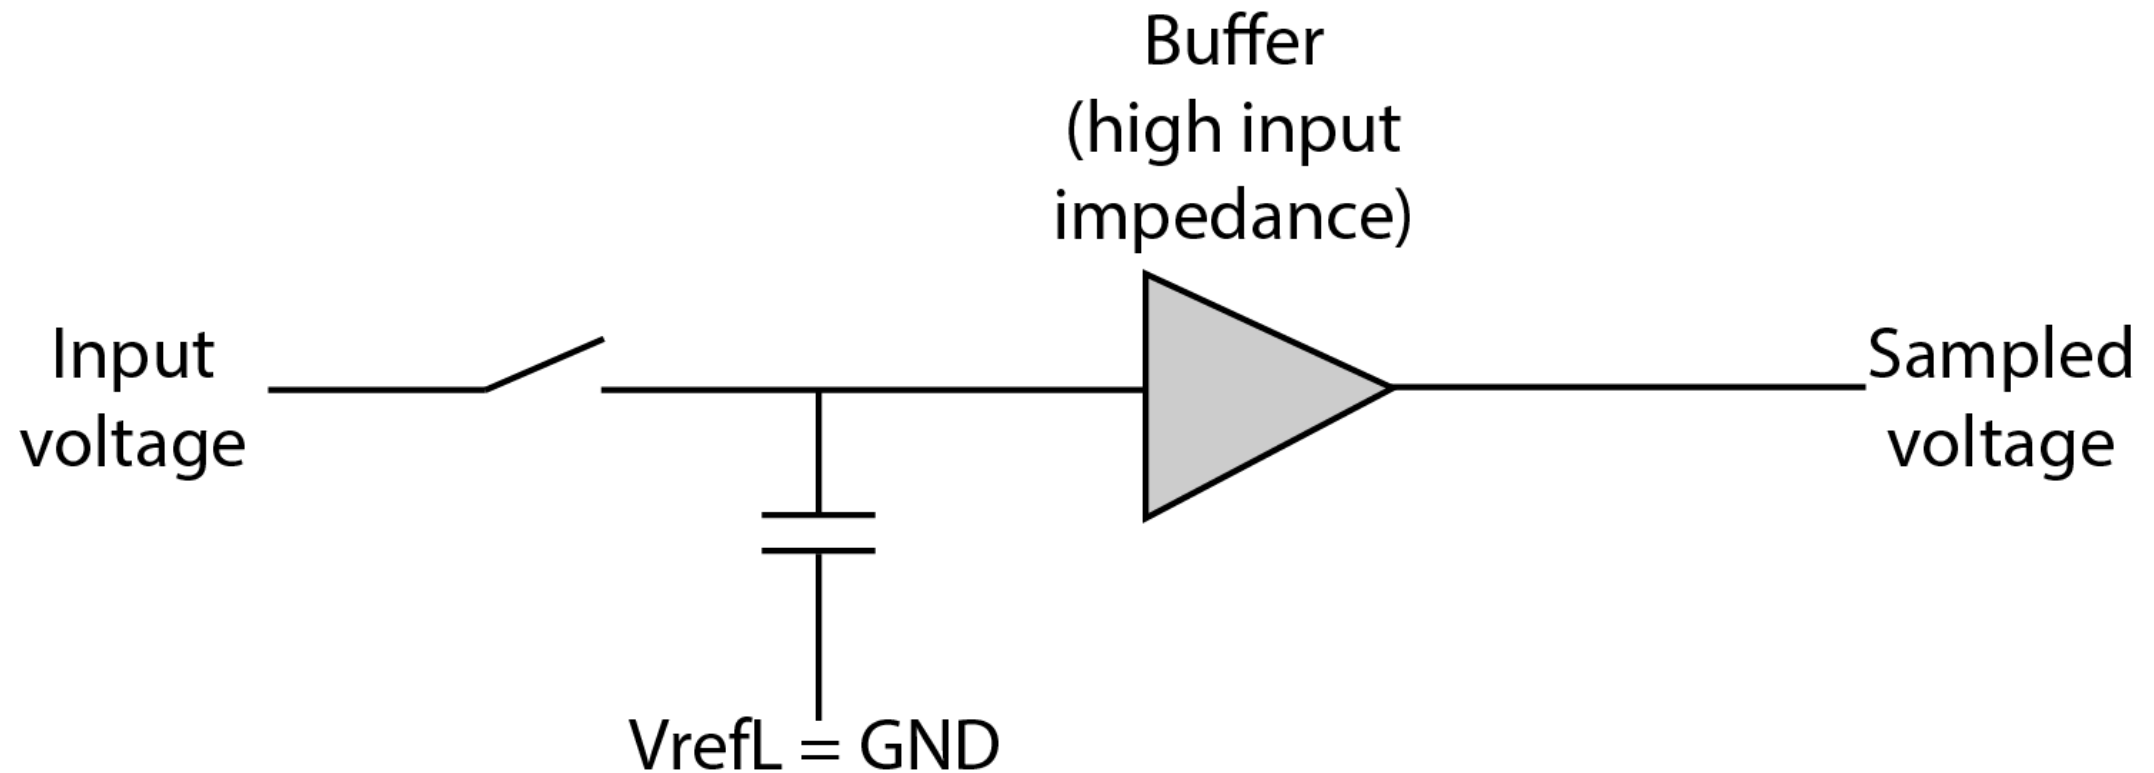 Buffer
(high input
impedance)
Input
voltage
Sampled
voltage
VrefL = GND